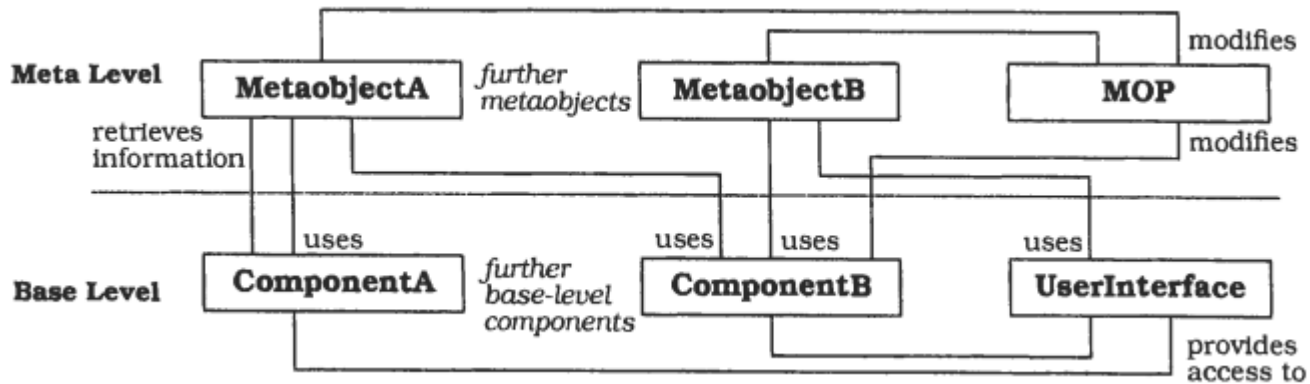 modifies
Meta Level
MetaobjectA
further
metaobjects
MetaobjectB
MOP
retrieves
information
modifies
uses
uses
uses
uses
Base Level
ComponentA
further
base-level
components
ComponentB
UserInterface
provides
access to